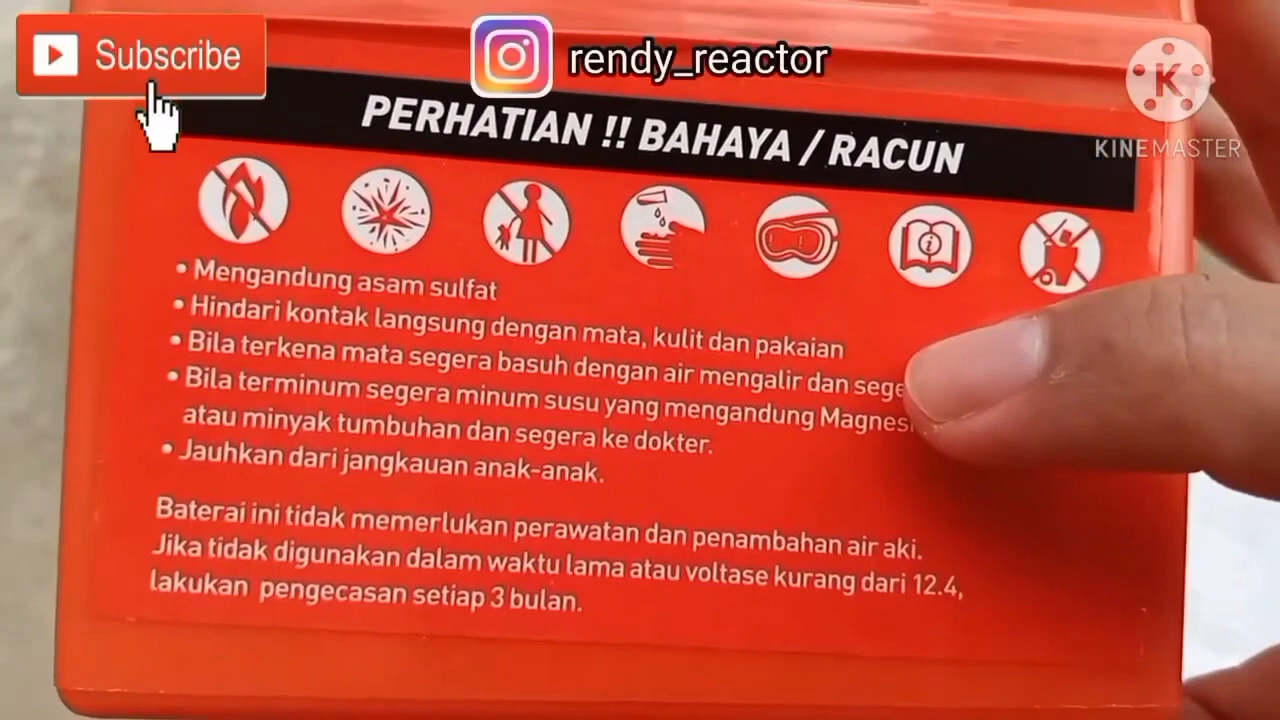 Subscribe
rendy_reactor
KINEMASTER
PERHATIAN !! BAHAYA / RACUN
• Mengandung asam sulfat
• Hindari kontak langsung dengan mata, kulit dan pakaian
• Bila terkena mata segera basuh dengan air mengalir dan
• Bila terminum segera minum susu yang mengandung
atau minyak tumbuhan dan segera ke dokter.
• Jauhkan dari jangkauan anak-anak.
Baterai ini tidak memerlukan perawatan dan penambahan air aki.
Jika tidak digunakan dalam waktu lama atau voltase kurang dari 12.4,
lakukan pengecasan setiap 3 bulan.